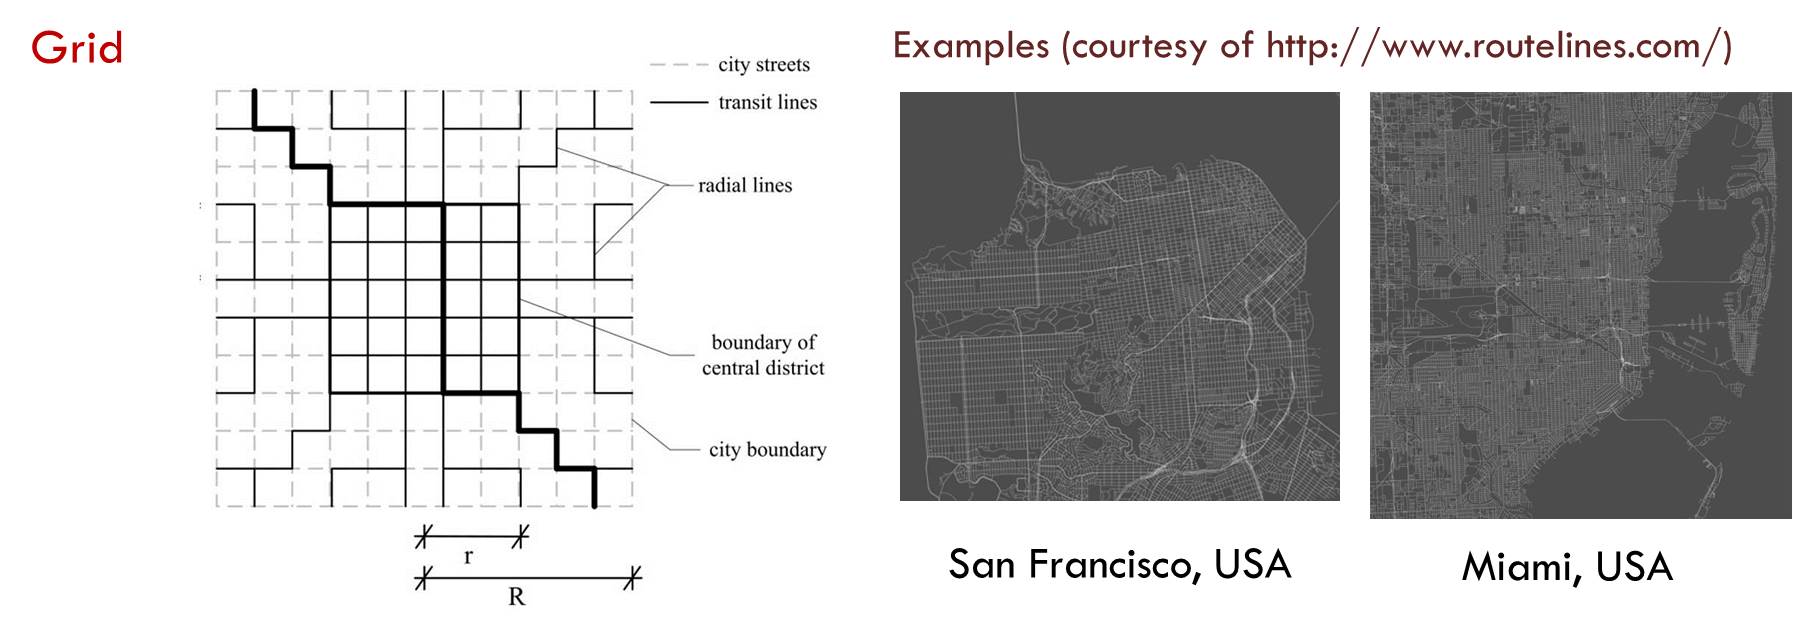 Grid
city streets
transit lines
radial lines
boundary of
central district
city boundary
r
R
Examples (courtesy of http://www.routelines.com/)
San Francisco, USA
Miami, USA